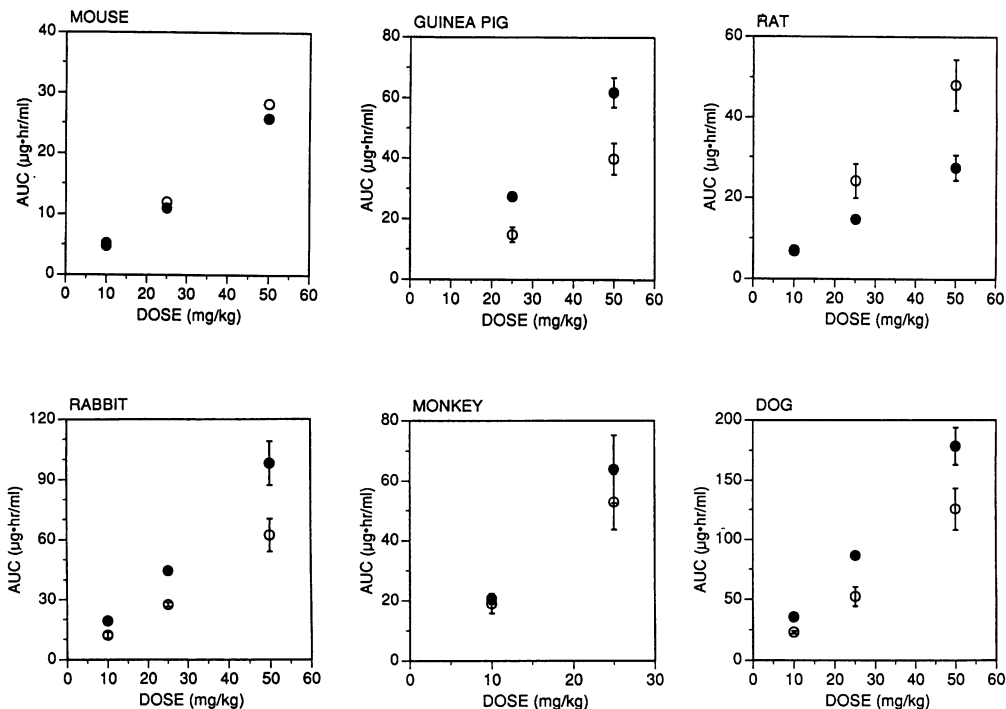 MOUSE
AUC (µg•hr/ml)
40
30
20
10
0
0 10 20 30 40 50 60
DOSE (mg/kg)
GUINEA PIG
AUC (µg•hr/ml)
80
60
40
20
0
0 10 20 30 40 50 60
DOSE (mg/kg)
RAT
AUC (µg•hr/ml)
60
40
20
0
0 10 20 30 40 50 60
DOSE (mg/kg)
RABBIT
AUC (µg•hr/ml)
120
90
60
30
0
0 10 20 30 40 50 60
DOSE (mg/kg)
MONKEY
AUC (µg•hr/ml)
80
60
40
20
0
0 10 20 30
DOSE (mg/kg)
DOG
AUC (µg•hr/ml)
200
150
100
50
0
0 10 20 30 40 50 60
DOSE (mg/kg)